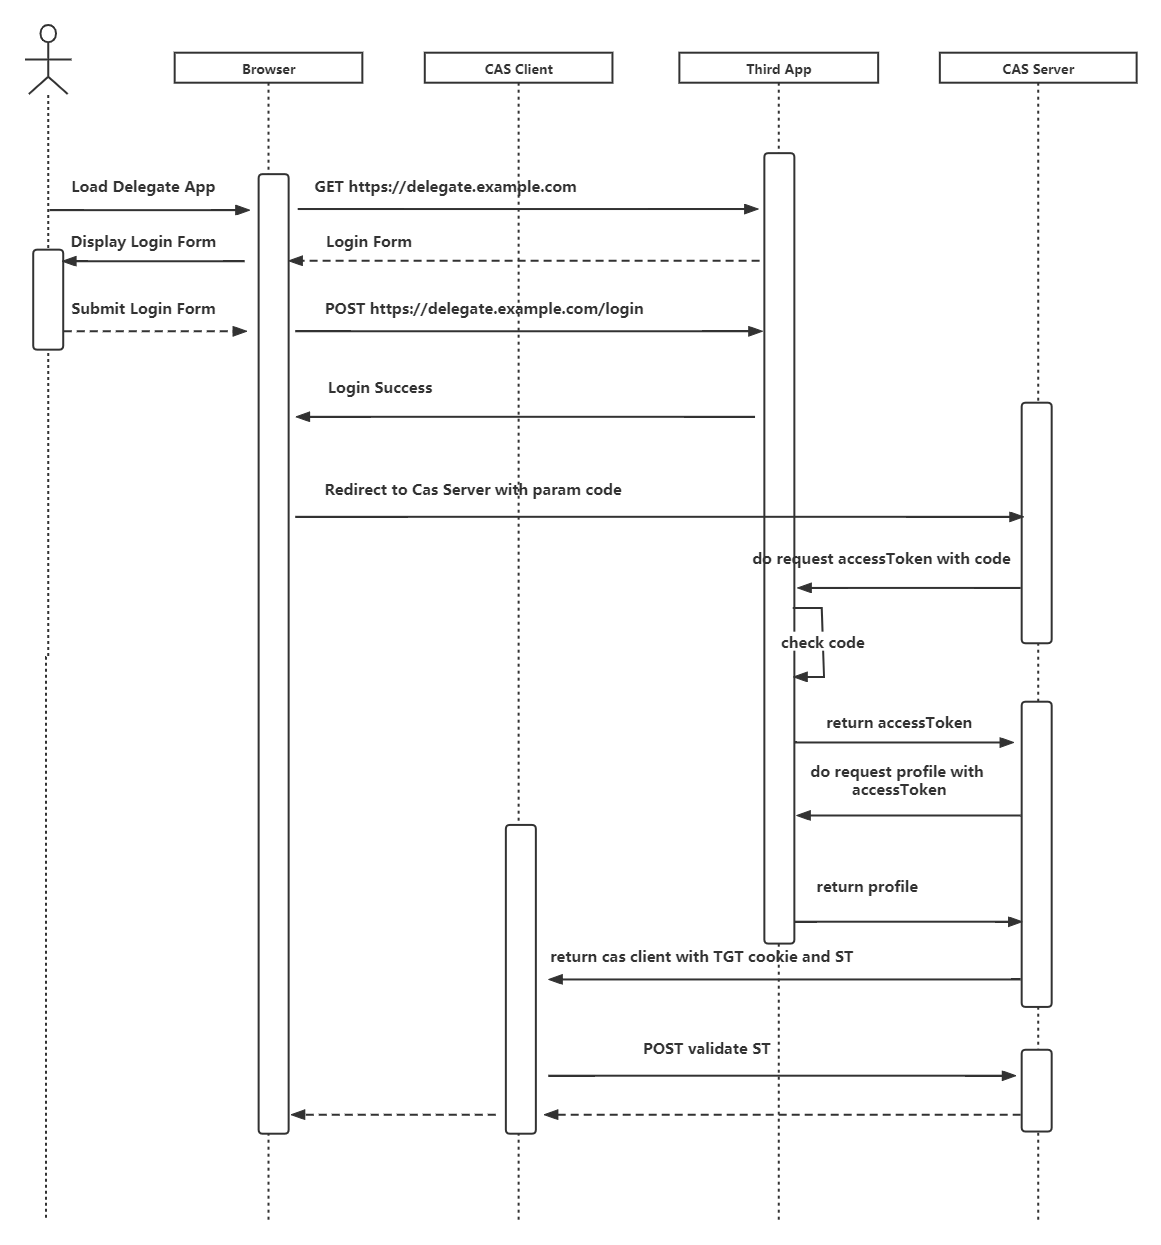 Browser
CAS Client
Third App
CAS Server
Load Delegate App
GET https://delegate.example.com
Display Login Form
Login Form
Submit Login Form
POST https://delegate.example.com/login
Login Success
Redirect to Cas Server with param code
do request accessToken with code
check code
return accessToken
do request profile with
accessToken
return profile
return cas client with TGT cookie and ST
POST validate ST